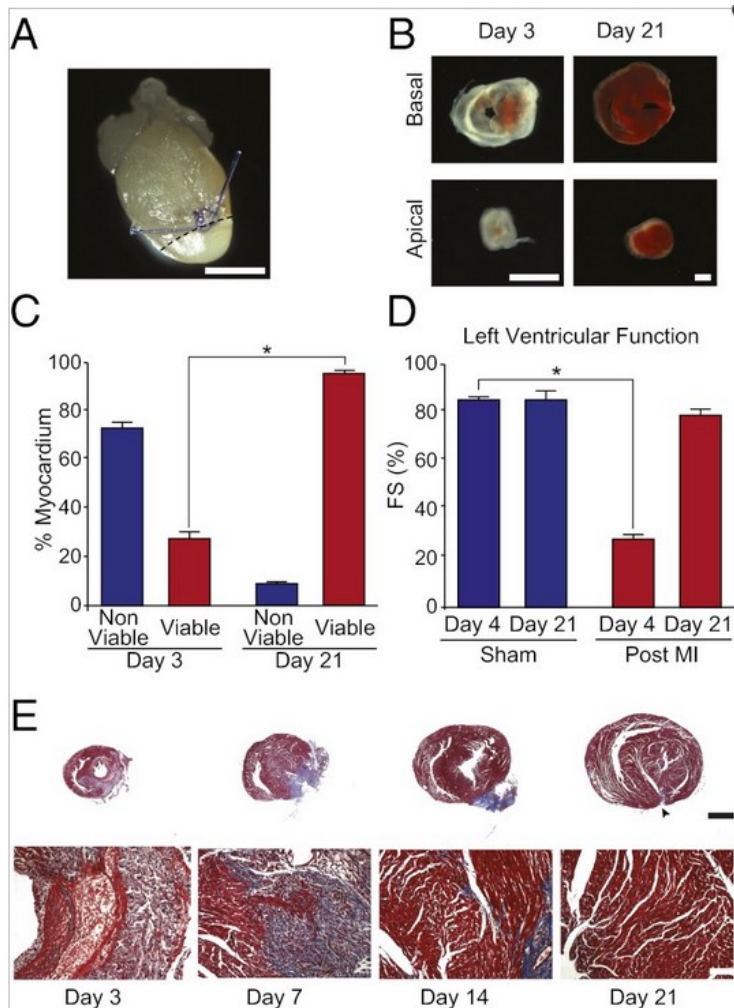 A
B
Day 3
Day 21
Basal
Apical
C
% Myocardium
100
80
60
40
20
0
*
Non Viable
Viable
Non Viable
Viable
Day 3
Day 21
D
Left Ventricular Function
FS (%)
100
80
60
40
20
0
*
Day 4
Day 21
Day 4
Day 21
Sham
Post MI
E
Day 3
Day 7
Day 14
Day 21